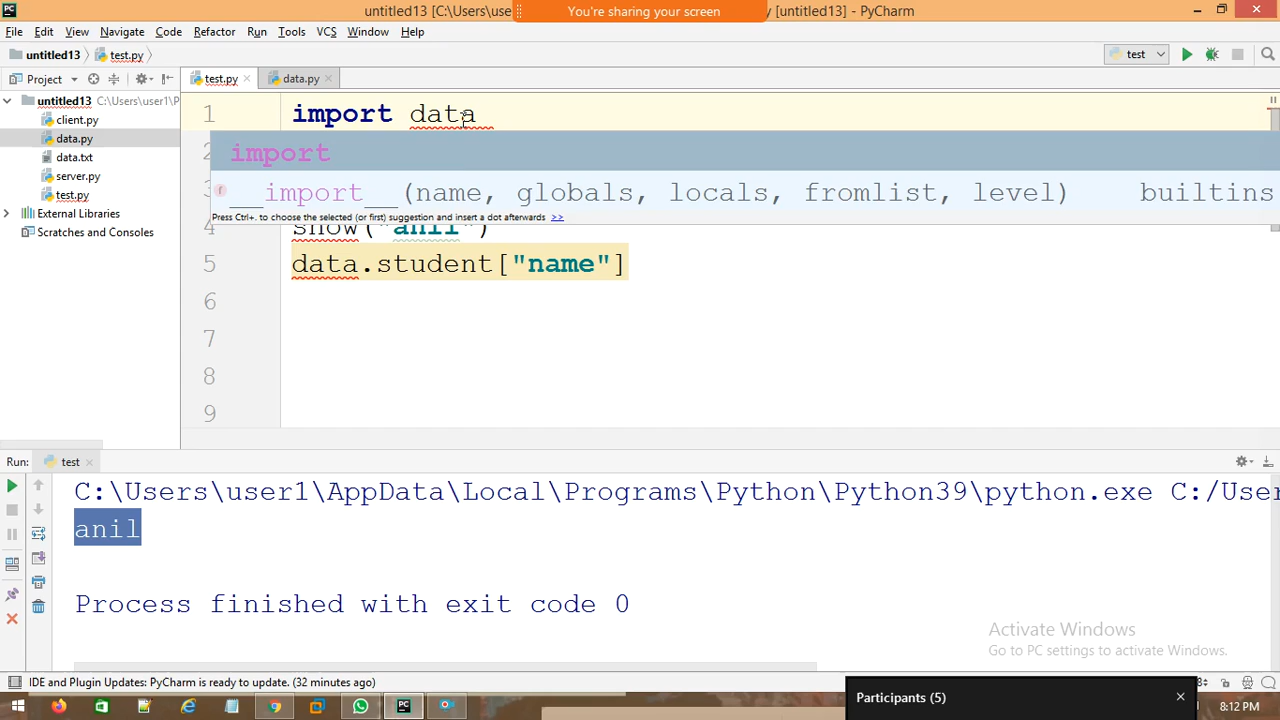 untitled13 [C:\Users\use
You're sharing your screen
[untitled13] - PyCharm
File Edit View Navigate Code Refactor Run Tools VCS Window Help
untitled13 test.py
test
Project
test.py
data.py
untitled13 C:\Users\user1\P
client.py
data.py
data.txt
server.py
test.py
External Libraries
Scratches and Consoles
1 import data
import
__import__(name, globals, locals, fromlist, level) builtins
Press Ctrl+. to choose the selected (or first) suggestion and insert a dot afterwards >>
4 show("anil")
5 data.student["name"]
6
7
8
9
Run: test
C:\Users\user1\AppData\Local\Programs\Python\Python39\python.exe C:/User
anil
Process finished with exit code 0
Activate Windows
Go to PC settings to activate Windows.
IDE and Plugin Updates: PyCharm is ready to update. (32 minutes ago)
Participants (5)
8:12 PM